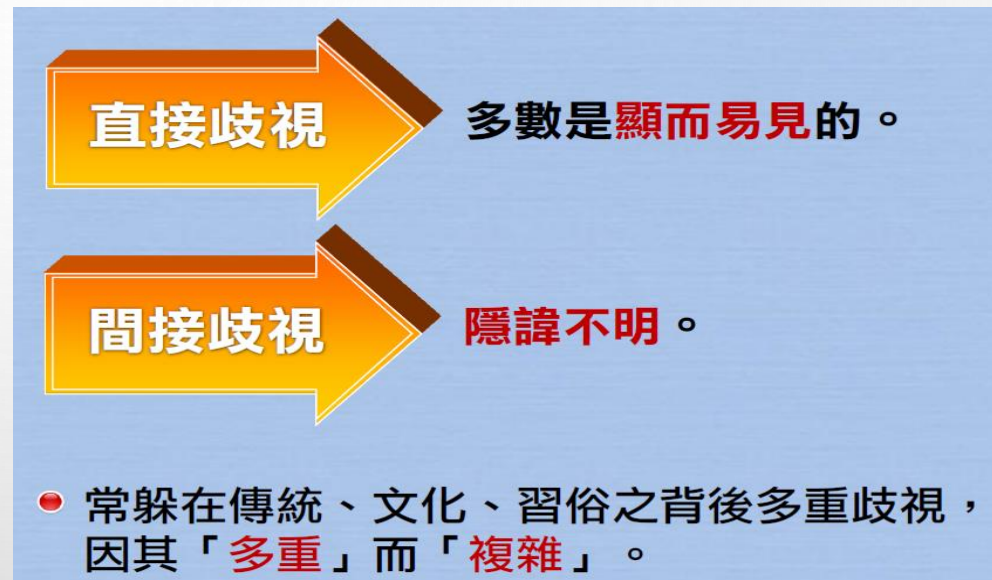 直接歧視
多數是顯而易見的。
間接歧視
隱諱不明。
常躲在傳統、文化、習俗之背後多重歧視，
因其「多重」而「複雜」。